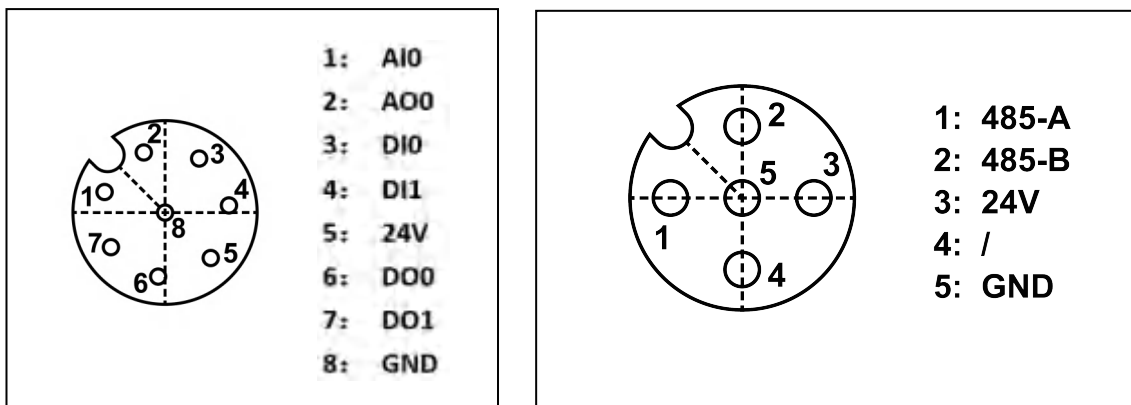 1: AI0
2: AO0
3: DI0
4: DI1
5: 24V
6: DO0
7: DO1
8: GND
2
3
1
4
8
7
5
6
1: 485-A
2: 485-B
3: 24V
4: /
5: GND
2
5
3
1
4